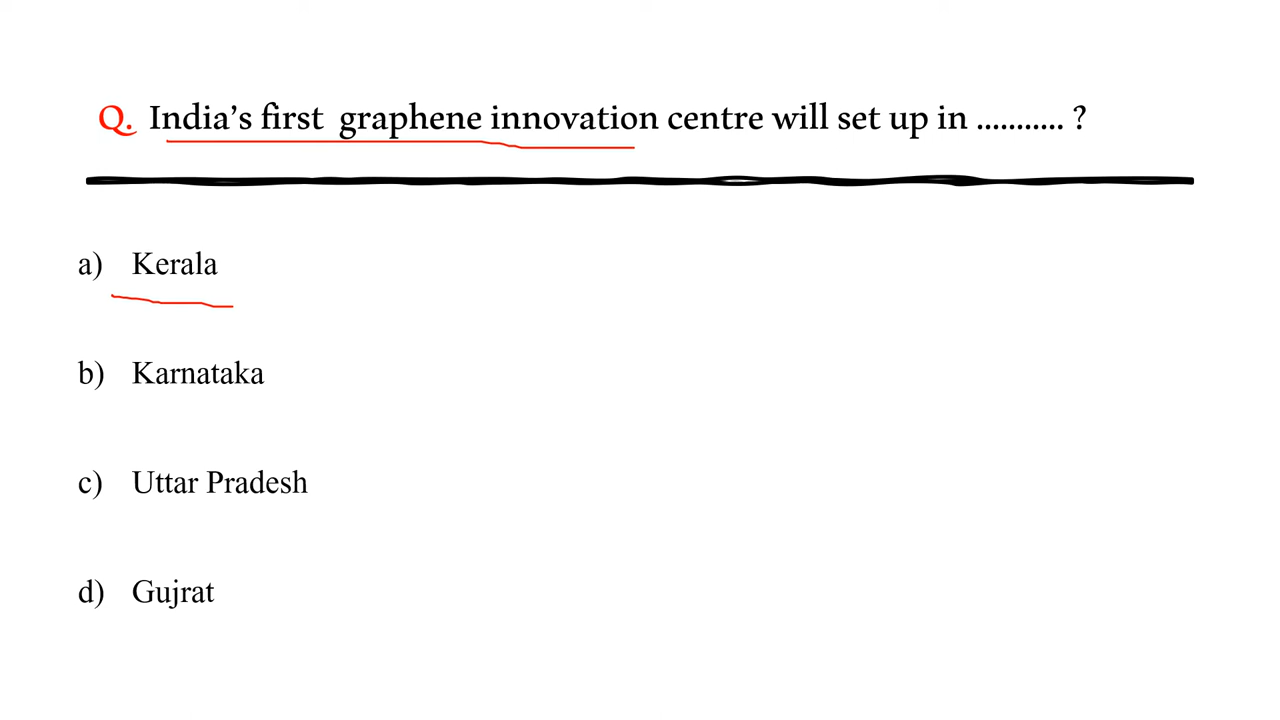 Q. India’s first graphene innovation centre will set up in ........... ?
a) Kerala
b) Karnataka
c) Uttar Pradesh
d) Gujrat